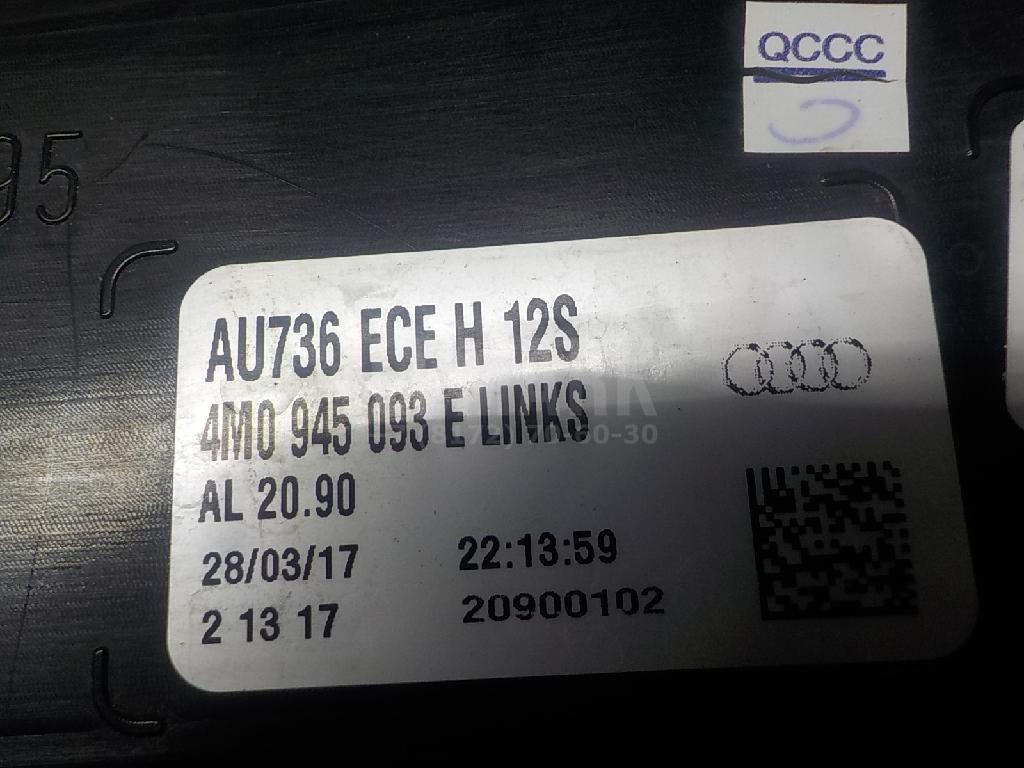 QCCC
95
AU736 ECE H 12S
4M0 945 093 E LINKS
AL 20.90
28/03/17 22:13:59
2 13 17 20900102